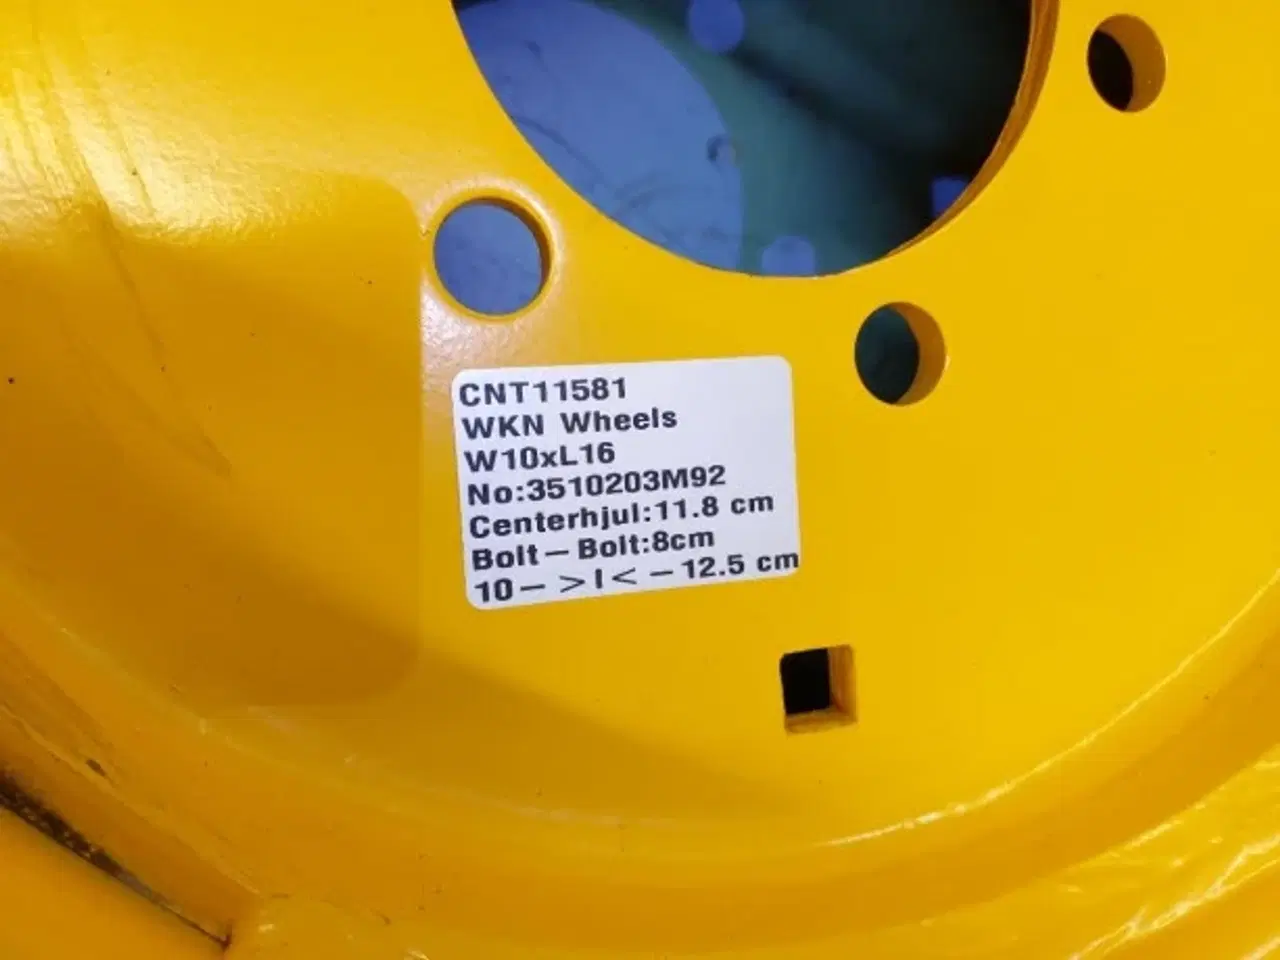 CNT11581
WKN Wheels
W10xL16
No:3510203M92
Centerhjul:11.8 cm
Bolt — Bolt:8cm
10— >I< —12.5 cm